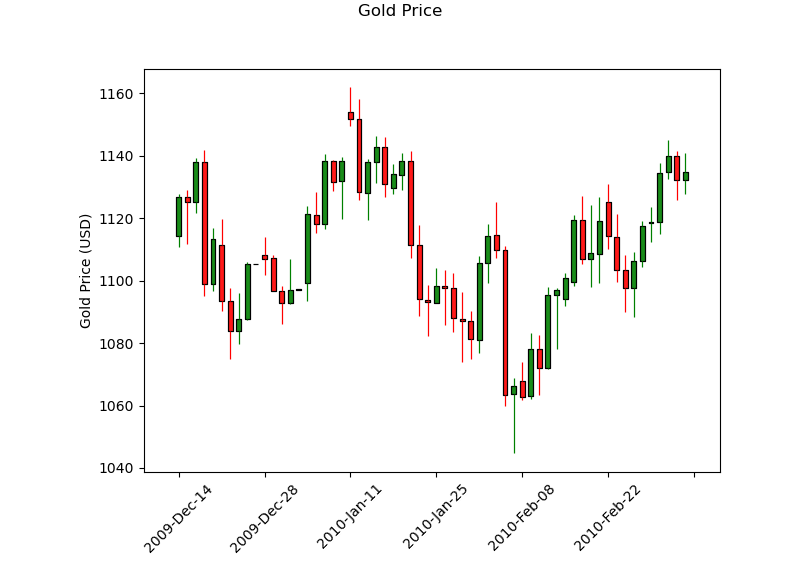 Gold Price
Gold Price (USD)
1160
1140
1120
1100
1080
1060
1040
2009-Dec-14
2009-Dec-28
2010-Jan-11
2010-Jan-25
2010-Feb-08
2010-Feb-22